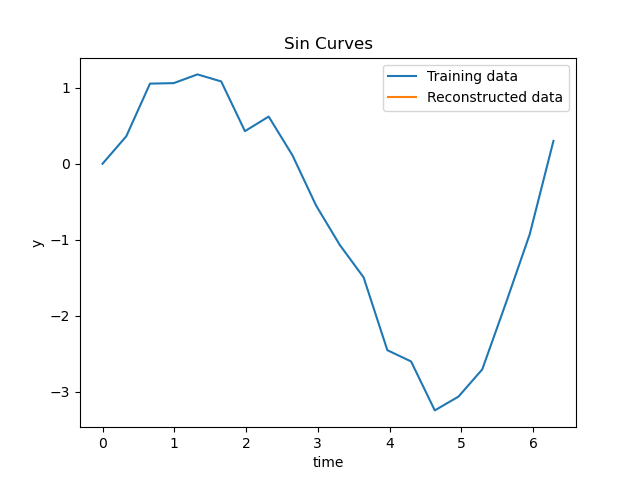 Sin Curves
Training data
Reconstructed data
1
0
−1
−2
−3
y
0 1 2 3 4 5 6
time